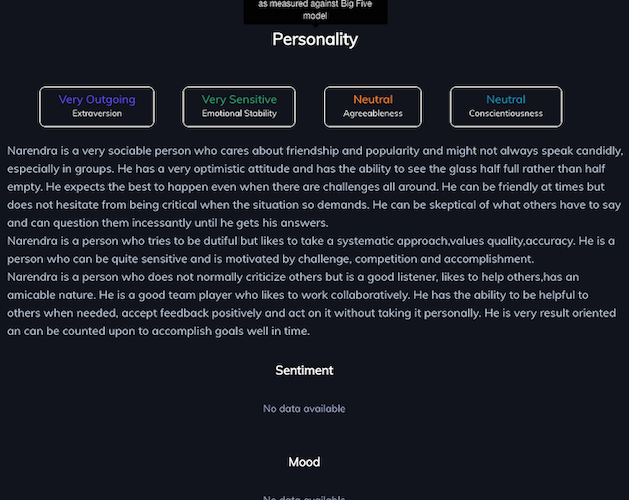 as measured against Big Five
model
Personality
Very Outgoing
Extraversion
Very Sensitive
Emotional Stability
Neutral
Agreeableness
Neutral
Conscientiousness
Narendra is a very sociable person who cares about friendship and popularity and might not always speak candidly,
especially in groups. He has a very optimistic attitude and has the ability to see the glass half full rather than half
empty. He expects the best to happen even when there are challenges all around. He can be friendly at times but
does not hesitate from being critical when the situation so demands. He can be skeptical of what others have to say
and can question them incessantly until he gets his answers.
Narendra is a person who tries to be dutiful but likes to take a systematic approach,values quality,accuracy. He is a
person who can be quite sensitive and is motivated by challenge, competition and accomplishment.
Narendra is a person who does not normally criticize others but is a good listener, likes to help others,has an
amicable nature. He is a good team player who likes to work collaboratively. He has the ability to be helpful to
others when needed, accept feedback positively and act on it without taking it personally. He is very result oriented
an can be counted upon to accomplish goals well in time.
Sentiment
No data available
Mood
No data available